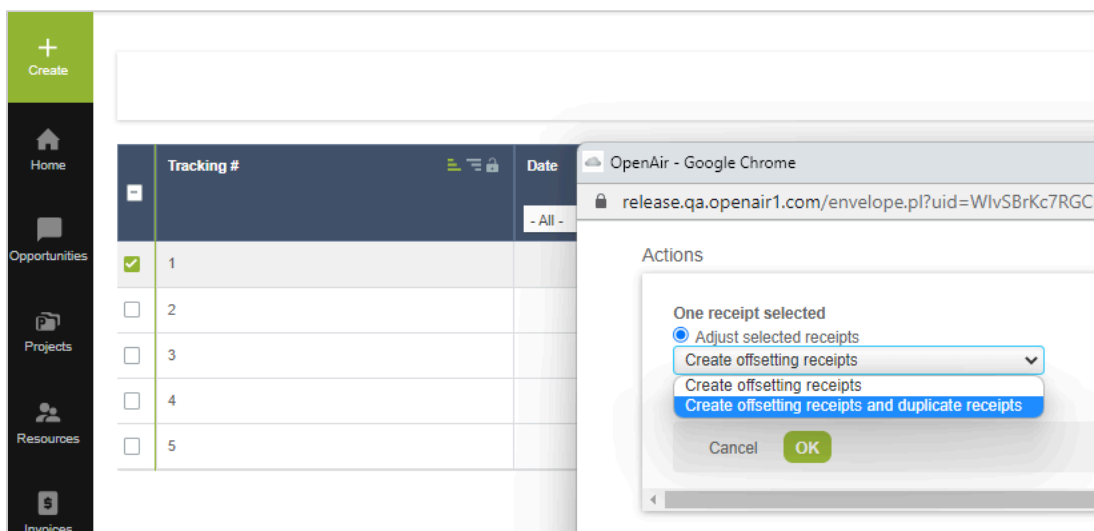 Create
Home
Opportunities
Projects
Resources
Invoices
Tracking #
Date
- All -
1
2
3
4
5
OpenAir - Google Chrome
release.qa.openair1.com/envelope.pl?uid=WIvSBrKc7RGC
Actions
One receipt selected
Adjust selected receipts
Create offsetting receipts
Create offsetting receipts
Create offsetting receipts and duplicate receipts
Cancel
OK